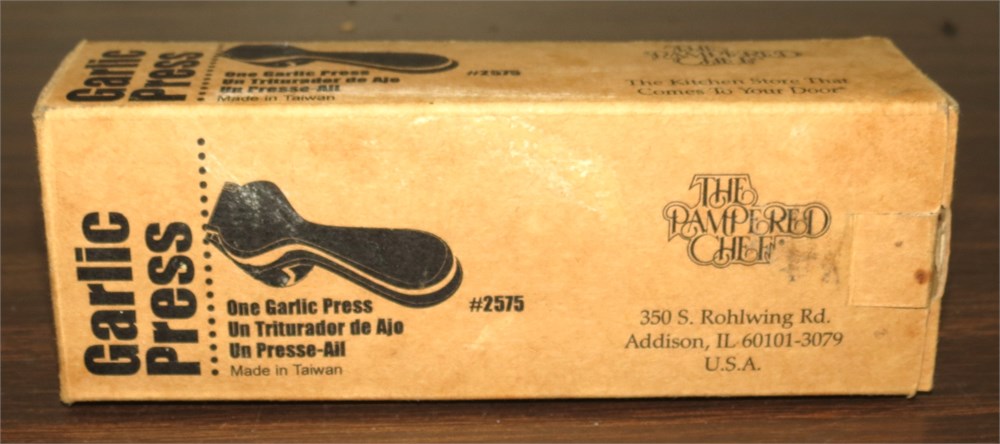 Garlic
Press
One Garlic Press
Un Triturador de Ajo
Un Presse-Ail
Made in Taiwan
#2575
THE
PAMPERED
CHEF
The Kitchen Store That
Comes To Your Door®
Garlic
Press
One Garlic Press
Un Triturador de Ajo
Un Presse-Ail
Made in Taiwan
#2575
THE
PAMPERED
CHEF®
350 S. Rohlwing Rd.
Addison, IL 60101-3079
U.S.A.